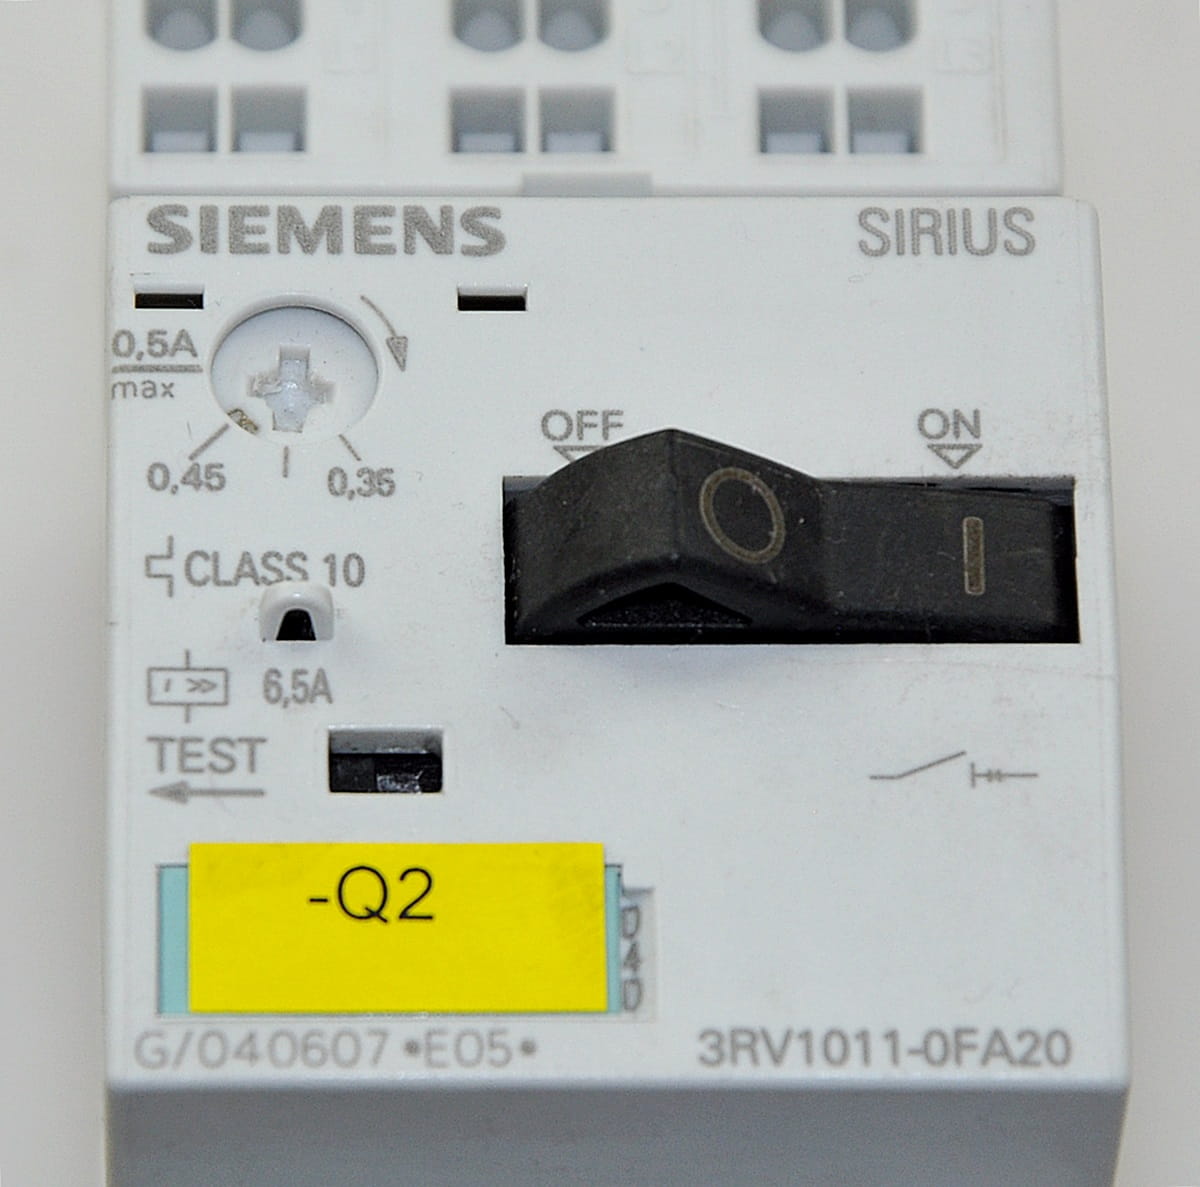 SIEMENS
SIRIUS
0,5A
max
0,45
0,35
OFF
ON
O
I
CLASS 10
6,5A
I >>
TEST
-Q2
G/040607 *E05*
3RV1011-0FA20